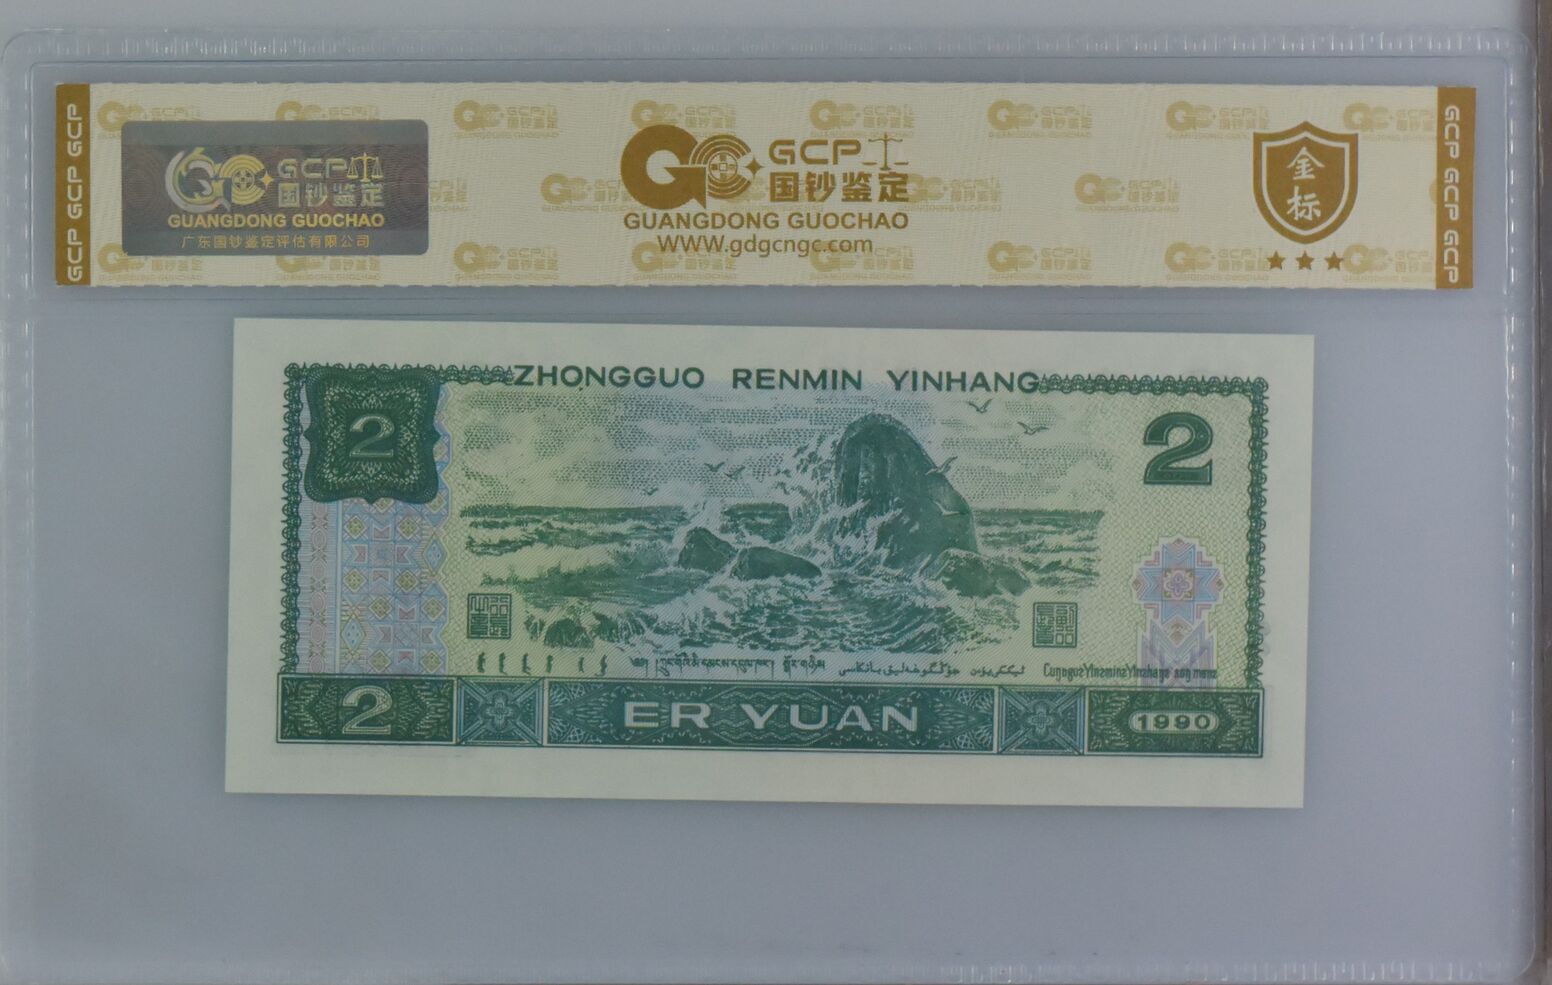 GCP GCP GCP
GCP
国钞鉴定
GUANGDONG GUOCHAO
广东国钞鉴定评估有限公司
GCP
国钞鉴定
GUANGDONG GUOCHAO
WWW.gdgcngc.com
金
标
GCP GCP GCP
ZHONGGUO RENMIN YINHANG
2
2
2
ER YUAN
1990